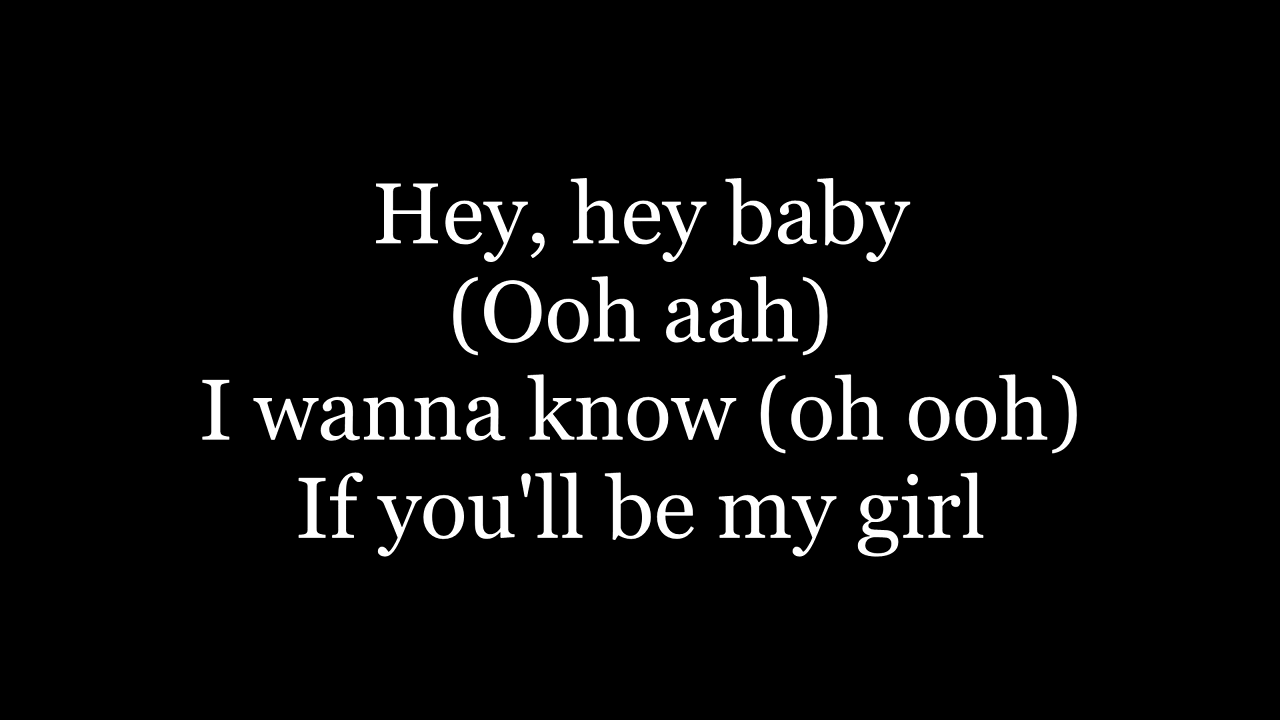 Hey, hey baby
(Ooh aah)
I wanna know (oh ooh)
If you'll be my girl